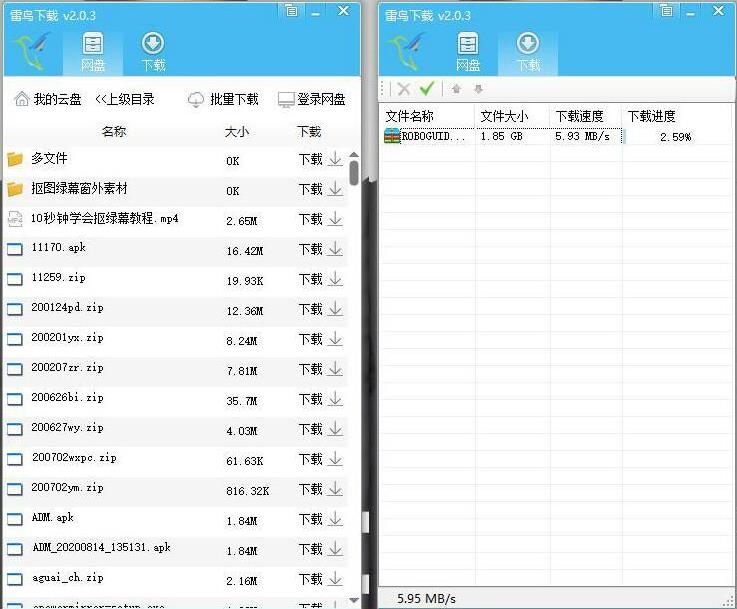 雷鸟下载 v2.0.3
网盘
下载
我的云盘 <<上级目录 批量下载 登录网盘
名称 大小 下载
多文件 0K 下载
抠图绿幕窗外素材 0K 下载
MP4 10秒钟学会抠绿幕教程.mp4 2.65M 下载
11170.apk 16.42M 下载
11259.zip 19.93K 下载
200124pd.zip 12.36M 下载
200201yx.zip 8.24M 下载
200207zr.zip 7.81M 下载
200626bi.zip 35.7M 下载
200627wy.zip 4.03M 下载
200702wxpc.zip 61.63K 下载
200702ym.zip 816.32K 下载
ADM.apk 1.84M 下载
ADM_20200814_135131.apk 1.84M 下载
aguai_ch.zip 2.16M 下载
雷鸟下载 v2.0.3
网盘
下载
文件名称 文件大小 下载速度 下载进度
ROBOGUID... 1.85 GB 5.93 MB/s 2.59%
5.95 MB/s